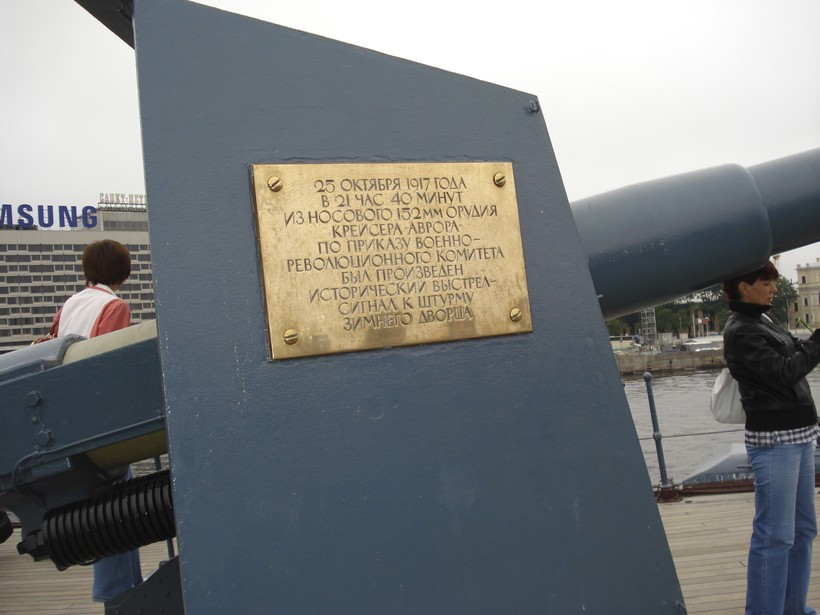 25 ОКТЯБРЯ 1917 ГОДА
В 21 ЧАС 40 МИНУТ
ИЗ НОСОВОГО 152ММ ОРУДИЯ
КРЕЙСЕРА·АВРОРА·
ПО ПРИКАЗУ ВОЕННО-
РЕВОЛЮЦИОННОГО КОМИТЕТА
БЫЛ ПРОИЗВЕДЕН
ИСТОРИЧЕСКИЙ ВЫСТРЕЛ-
СИГНАЛ К ШТУРМУ
ЗИМНЕГО ДВОРЦА
MSUNG